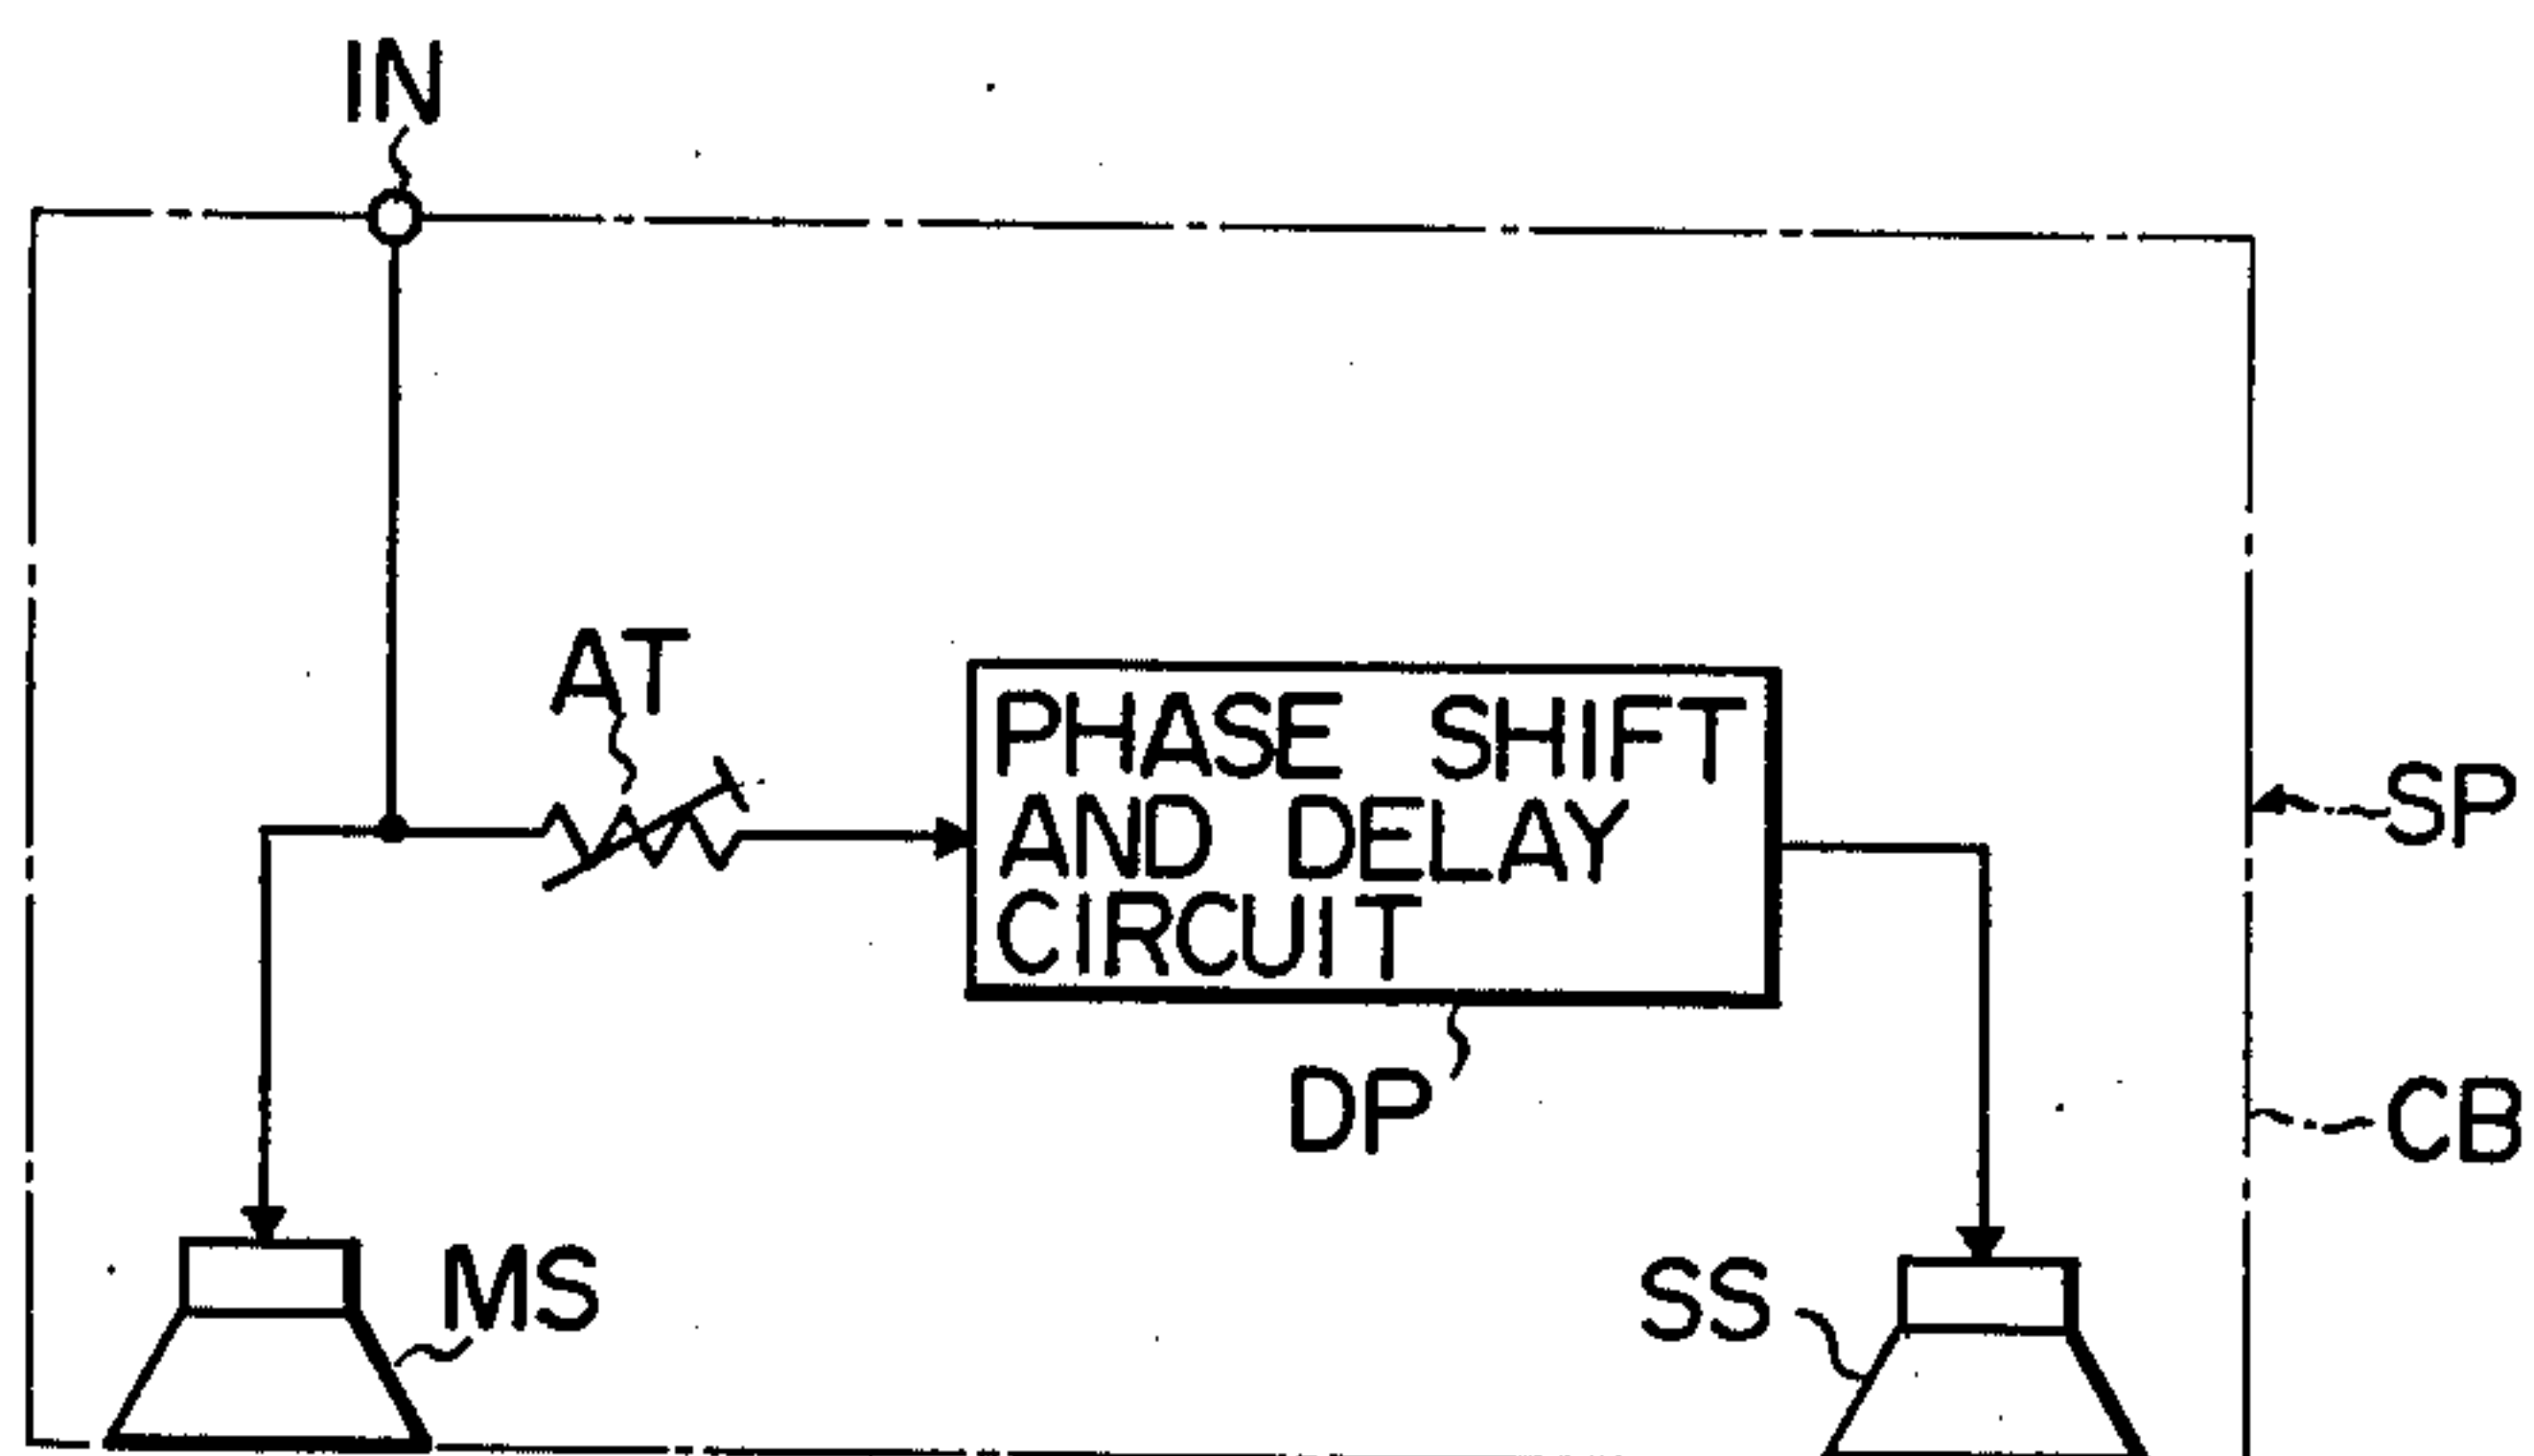 IN
AT
PHASE SHIFT
AND DELAY
CIRCUIT
SP
DP
CB
MS
SS